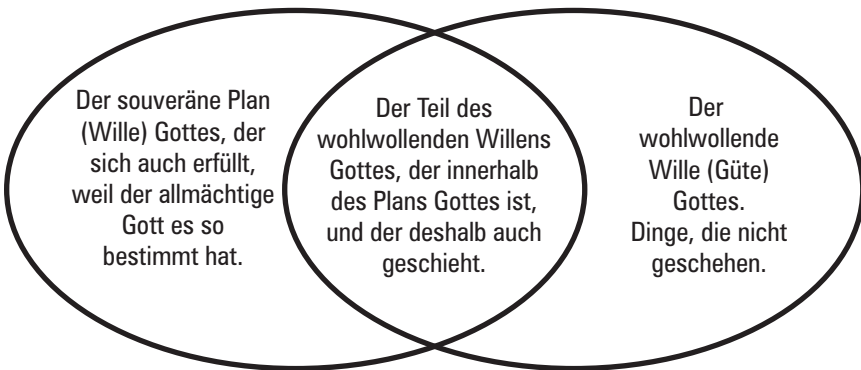 Der souveräne Plan
(Wille) Gottes, der
sich auch erfüllt,
weil der allmächtige
Gott es so
bestimmt hat.
Der Teil des
wohlwollenden Willens
Gottes, der innerhalb
des Plans Gottes ist,
und der deshalb auch
geschieht.
Der
wohlwollende
Wille (Güte)
Gottes.
Dinge, die nicht
geschehen.